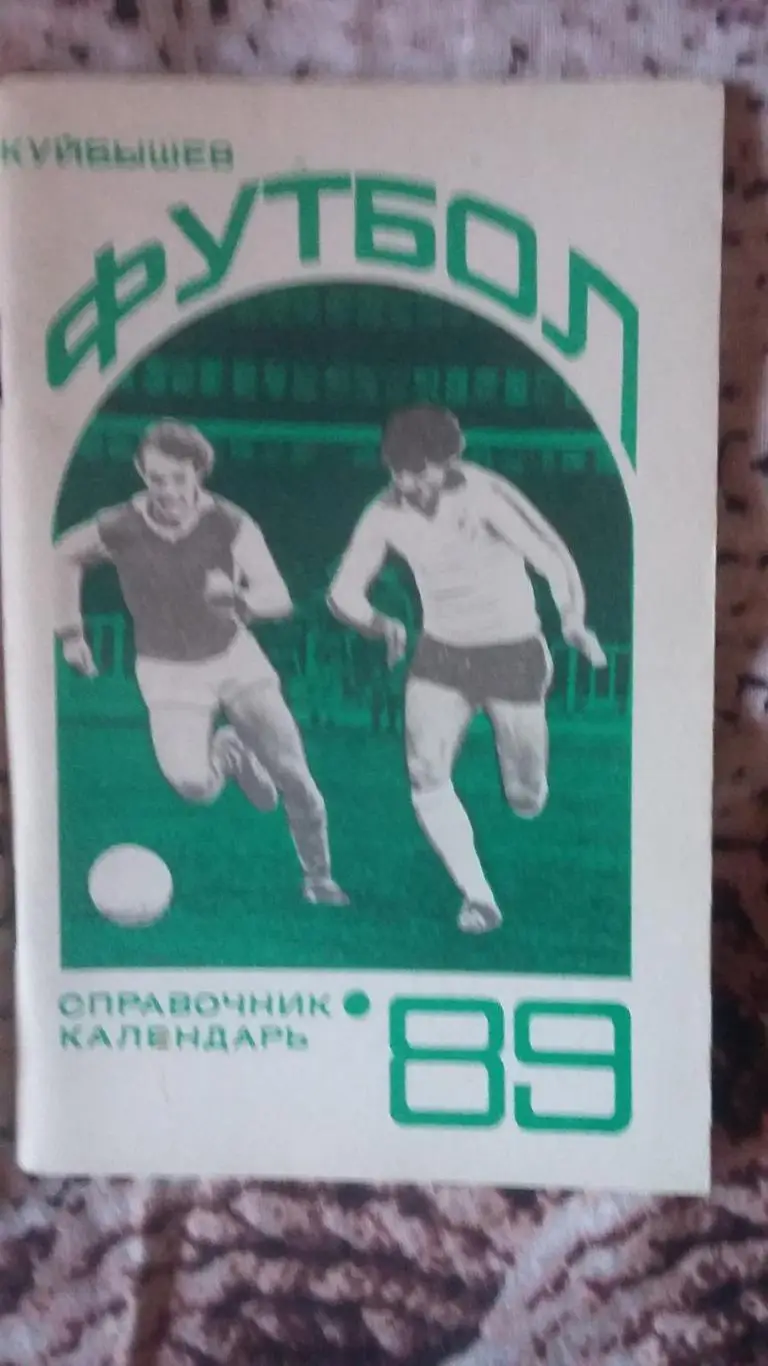 КУЙБЫШЕВ
ФУТБОЛ
СПРАВОЧНИК •
КАЛЕНДАРЬ
89